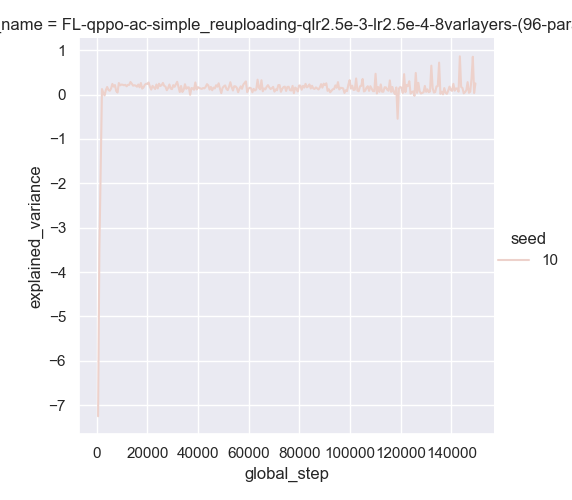 _name = FL-qppo-ac-simple_reuploading-qlr2.5e-3-lr2.5e-4-8varlayers-(96-par
1
0
−1
−2
−3
−4
−5
−6
−7
explained_variance
0 20000 40000 60000 80000 100000 120000 140000
global_step
seed
10